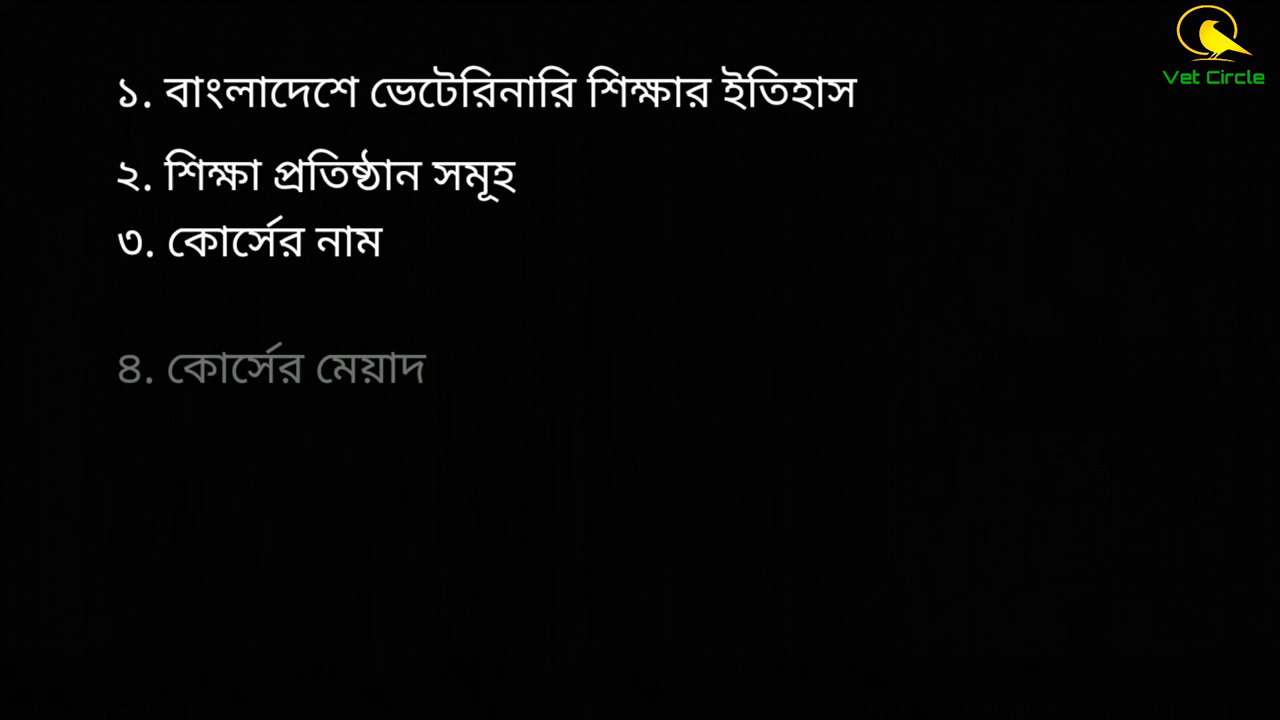 Vet Circle
১. বাংলাদেশে ভেটেরিনারি শিক্ষার ইতিহাস
২. শিক্ষা প্রতিষ্ঠান সমূহ
৩. কোর্সের নাম
৪. কোর্সের মেয়াদ